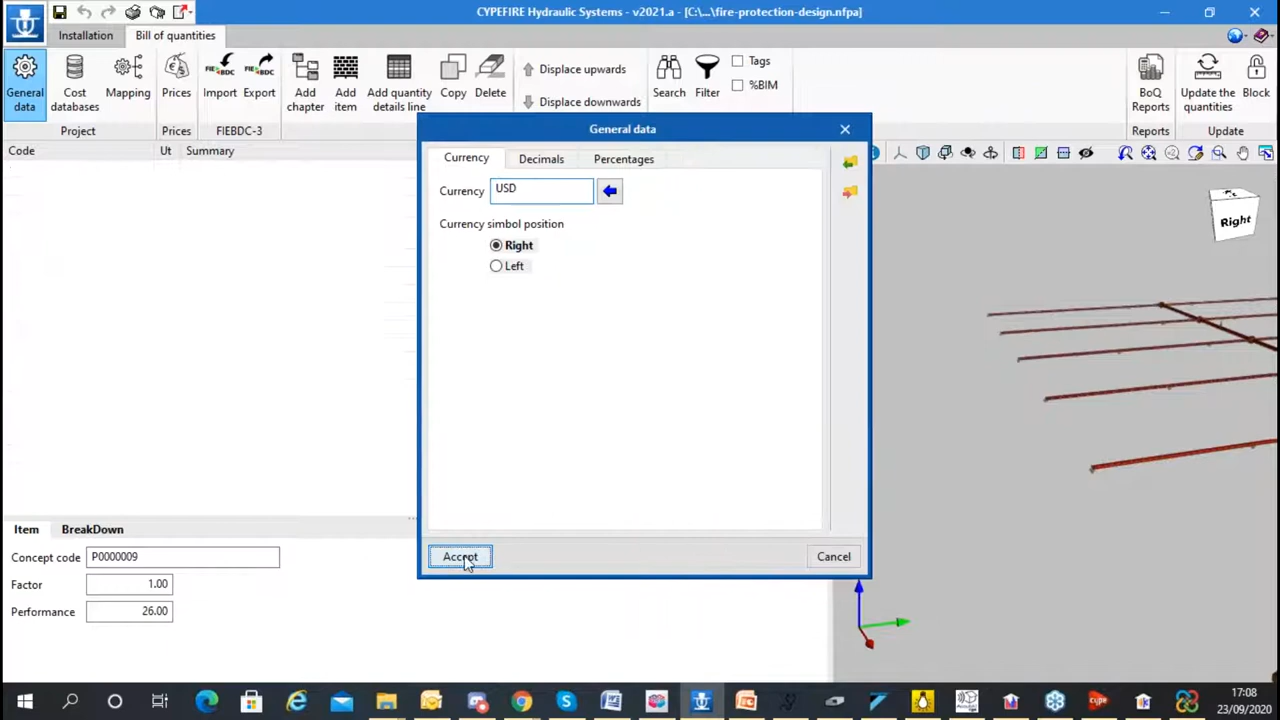 CYPEFIRE Hydraulic Systems - v2021.a - [C:\...\fire-protection-design.nfpa]
Installation
Bill of quantities
General data
Cost databases
Mapping
Prices
Import
Export
Add chapter
Add item
Add quantity details line
Copy
Delete
Displace upwards
Displace downwards
Search
Filter
Tags
%BIM
BoQ Reports
Update the quantities
Block
Project
Prices
FIEBDC-3
Reports
Update
Code
Ut
Summary
General data
Currency
Decimals
Percentages
Currency
USD
Currency simbol position
Right
Left
Accept
Cancel
Right
Item
BreakDown
Concept code
P0000009
Factor
1.00
Performance
26.00
17:08
23/09/2020